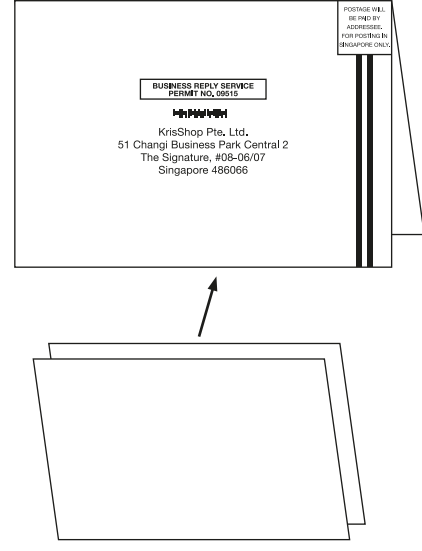 POSTAGE WILL
BE PAID BY
ADDRESSEE.
FOR POSTING IN
SINGAPORE ONLY.
BUSINESS REPLY SERVICE
PERMIT NO. 09515
KrisShop Pte. Ltd.
51 Changi Business Park Central 2
The Signature, #08-06/07
Singapore 486066